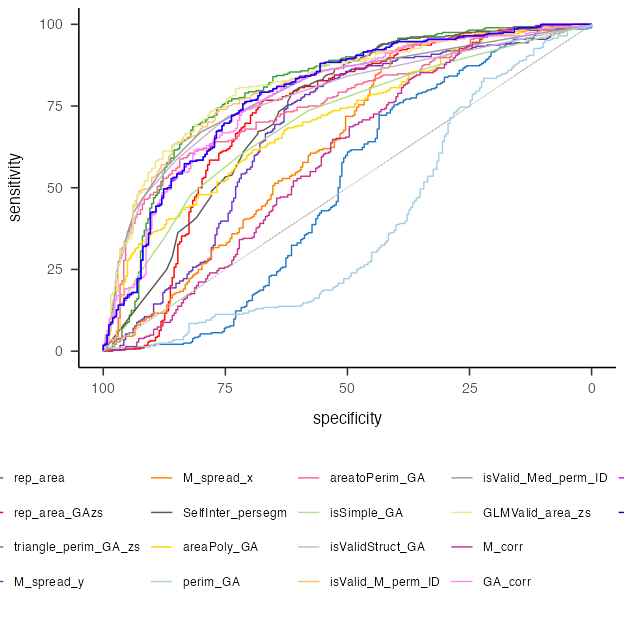 100
75
50
25
0
sensitivity
100 75 50 25 0
specificity
rep_area M_spread_x areatoPerim_GA isValid_Med_perm_ID
rep_area_GAzs SelfInter_persegm isSimple_GA GLMValid_area_zs
triangle_perim_GA_zs areaPoly_GA isValidStruct_GA M_corr
M_spread_y perim_GA isValid_M_perm_ID GA_corr